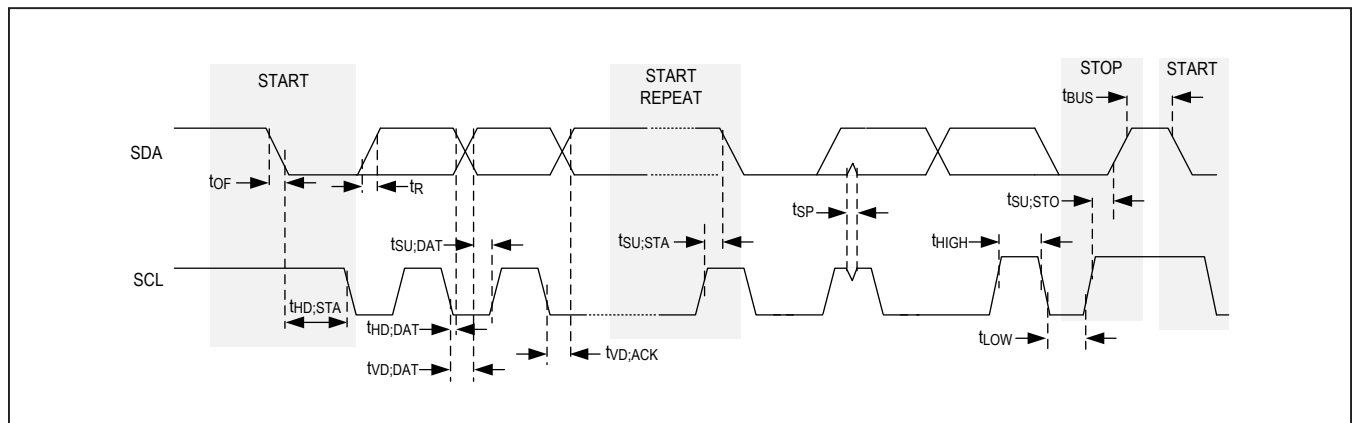 START
START
REPEAT
STOP
START
tBUS
SDA
tOF
tR
tSP
tSU;STO
tSU;DAT
tSU;STA
tHIGH
SCL
tHD;STA
tHD;DAT
tVD;ACK
tLOW
tVD;DAT